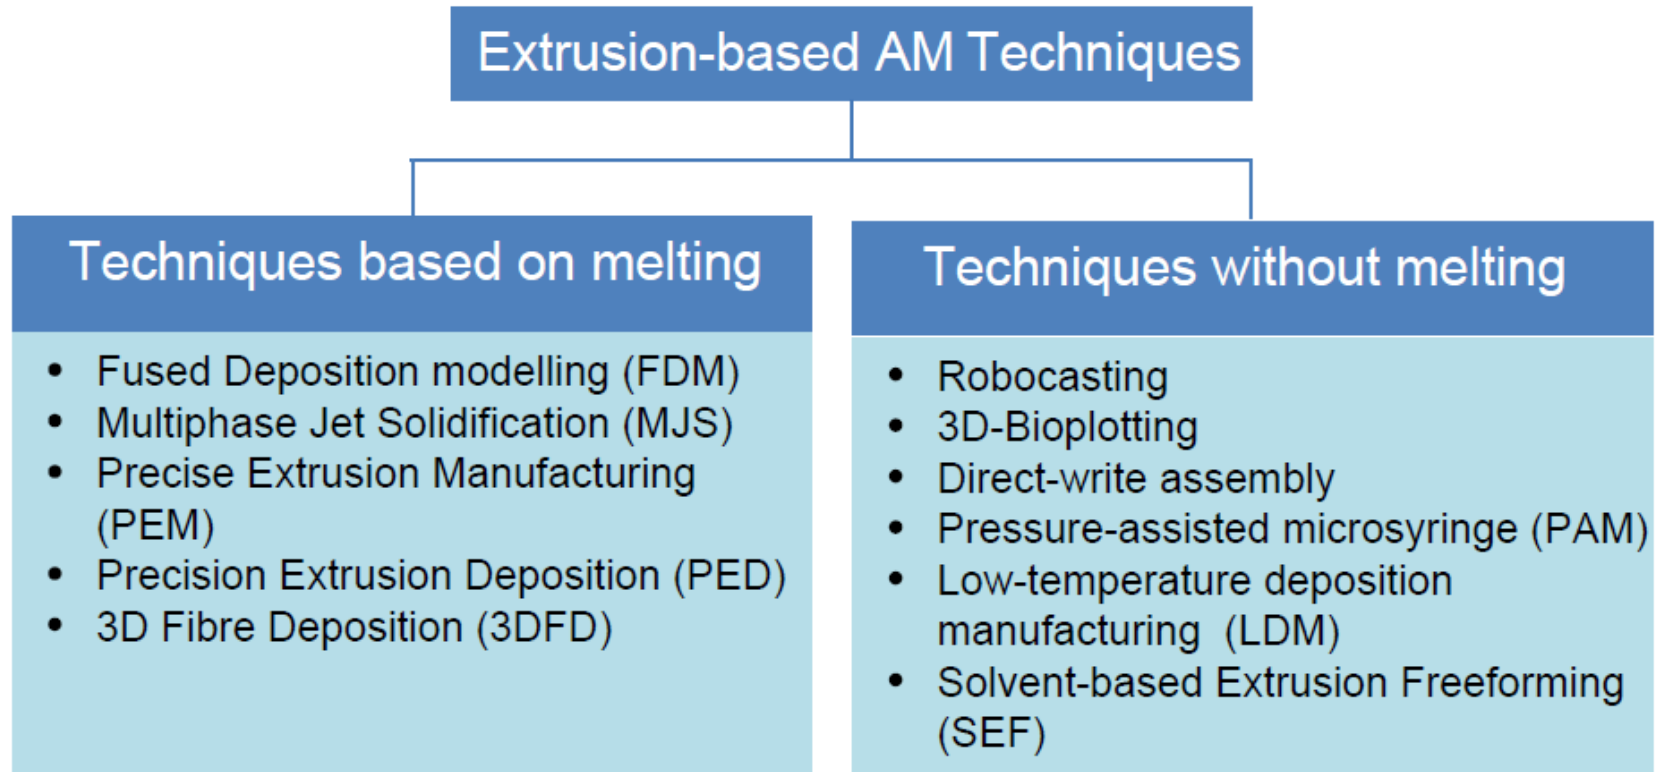 Extrusion-based AM Techniques
Techniques based on melting
• Fused Deposition modelling (FDM)
• Multiphase Jet Solidification (MJS)
• Precise Extrusion Manufacturing
(PEM)
• Precision Extrusion Deposition (PED)
• 3D Fibre Deposition (3DFD)
Techniques without melting
• Robocasting
• 3D-Bioplotting
• Direct-write assembly
• Pressure-assisted microsyringe (PAM)
• Low-temperature deposition
manufacturing (LDM)
• Solvent-based Extrusion Freeforming
(SEF)